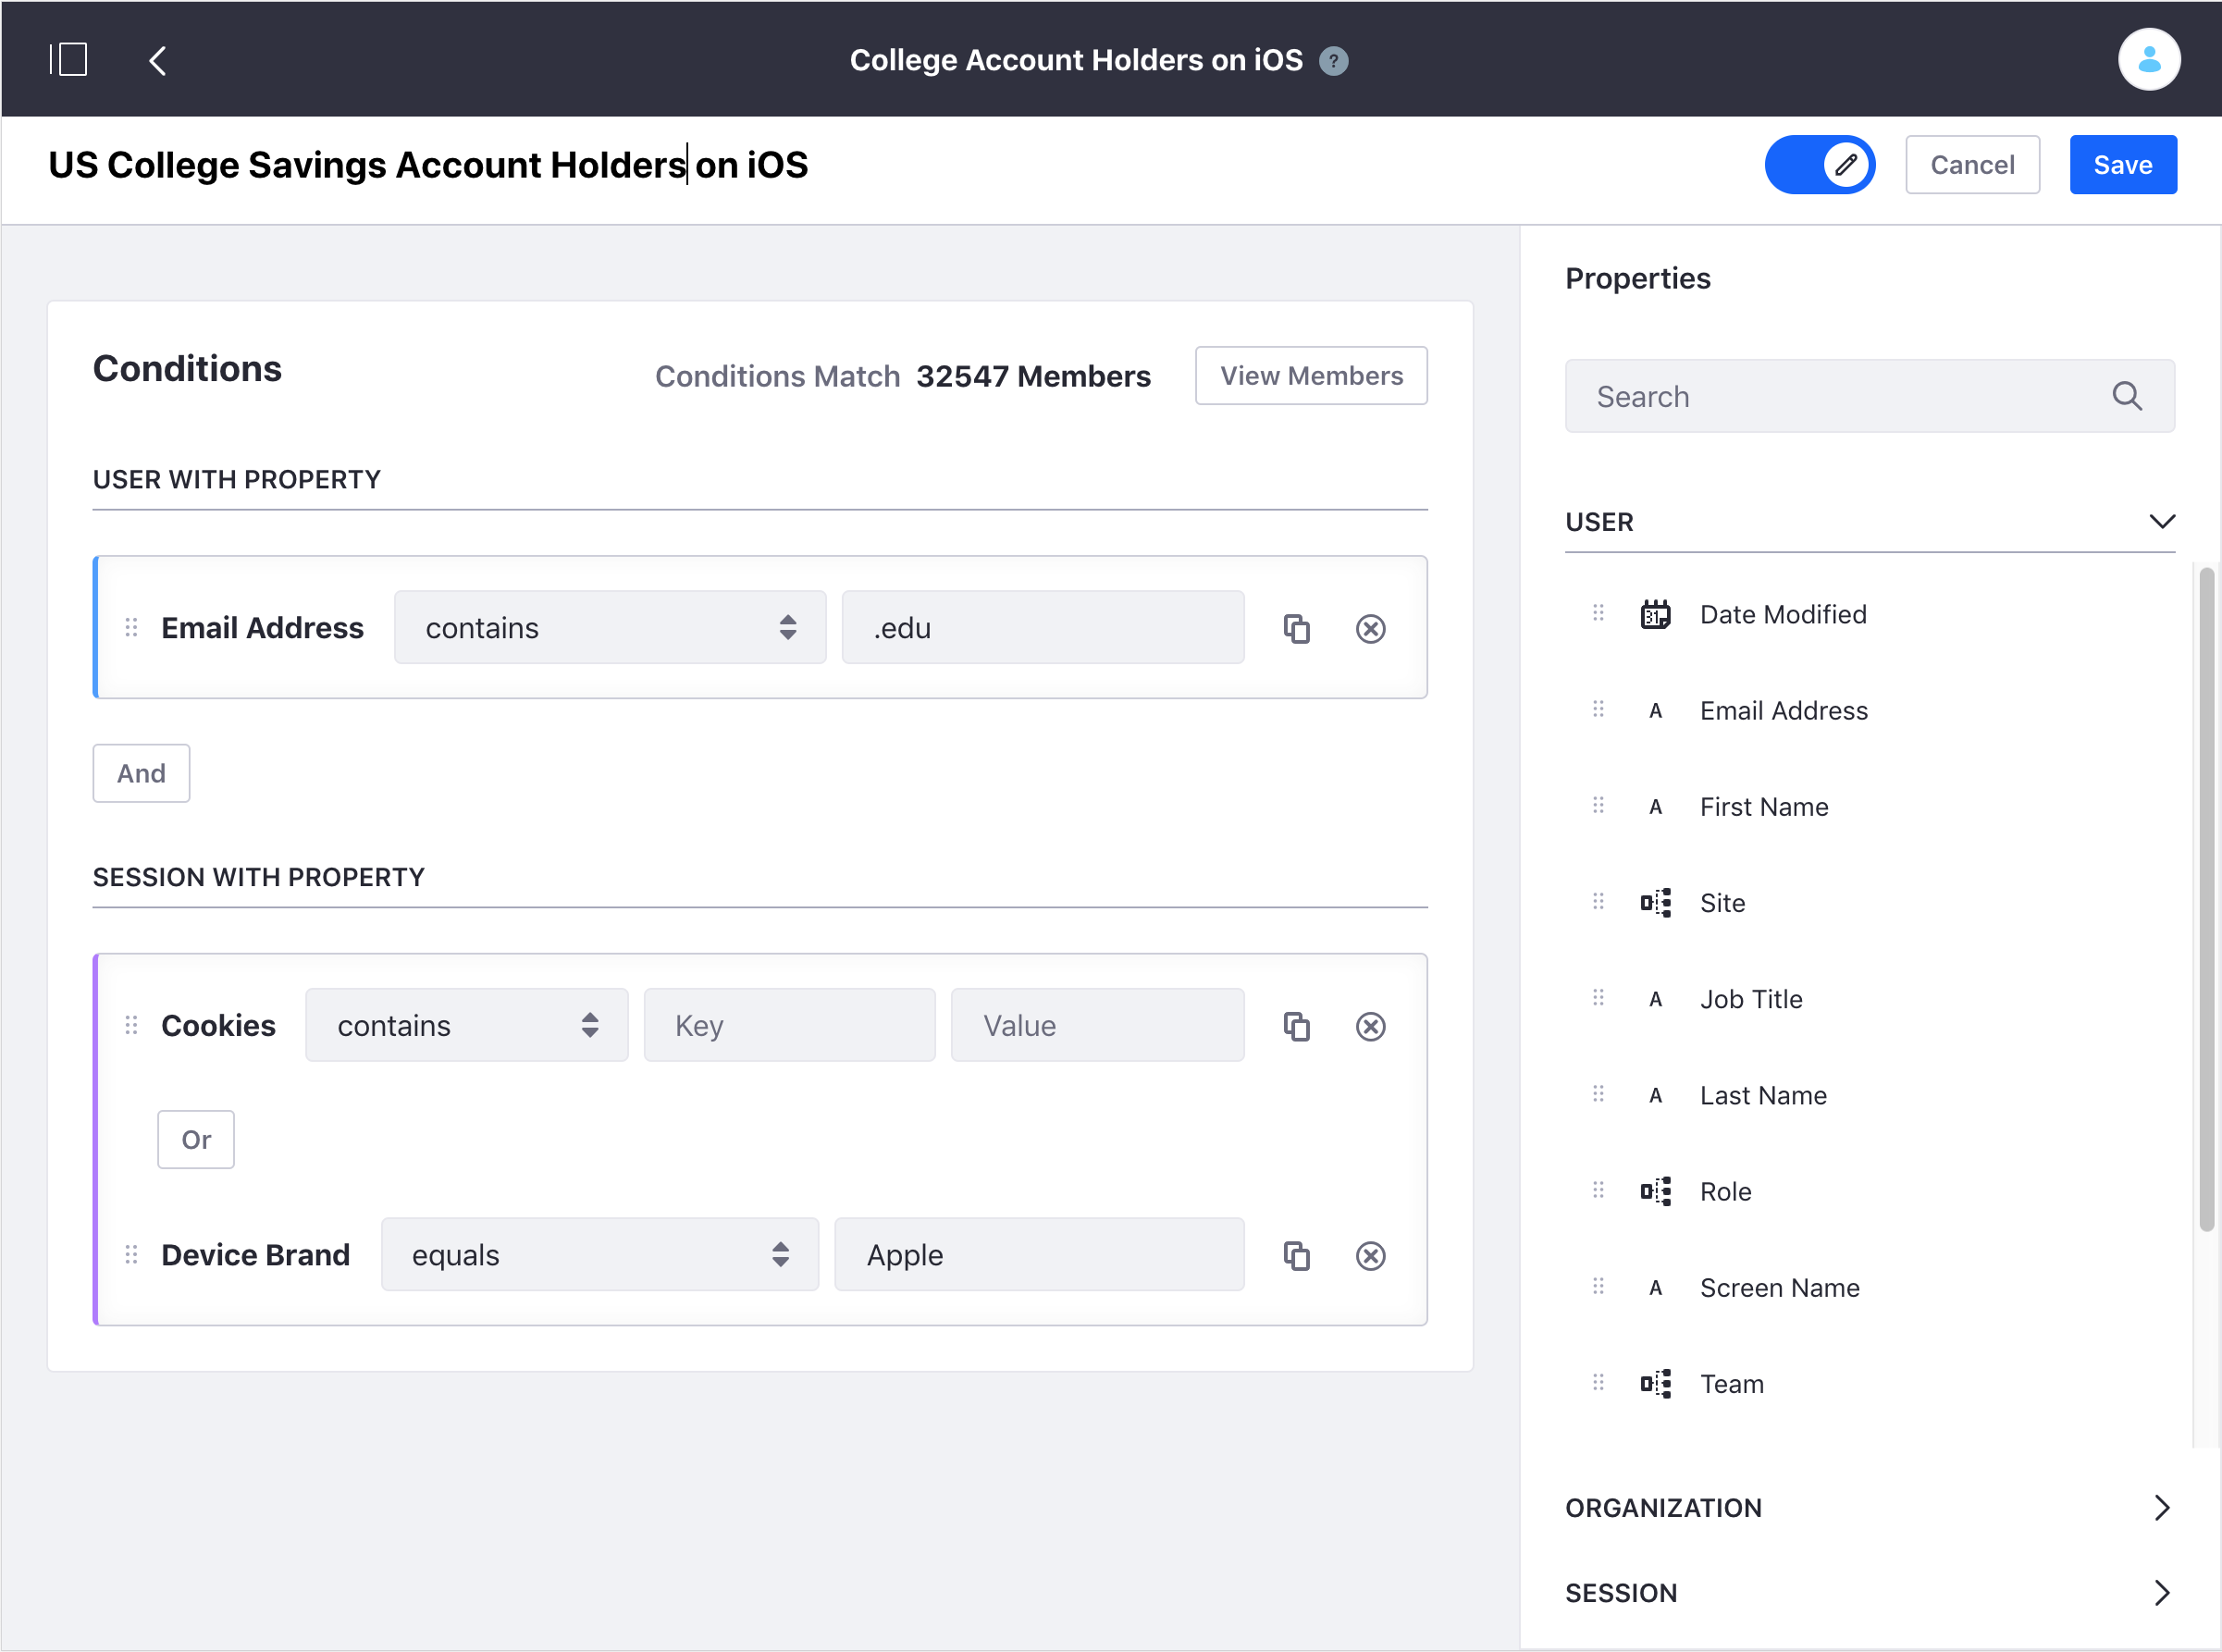 College Account Holders on iOS ?
US College Savings Account Holders on iOS
Cancel
Save
Conditions
Conditions Match 32547 Members
View Members
USER WITH PROPERTY
Email Address contains .edu
And
SESSION WITH PROPERTY
Cookies contains Key Value
Or
Device Brand equals Apple
Properties
Search
USER
31 Date Modified
A Email Address
A First Name
Site
A Job Title
A Last Name
Role
A Screen Name
Team
ORGANIZATION
SESSION